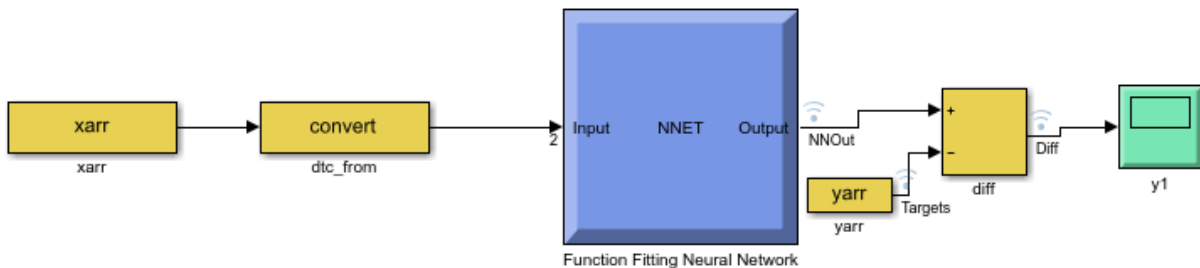 xarr
xarr
convert
dtc_from
2
Input
NNET
Output
Function Fitting Neural Network
NNOut
yarr
yarr
Targets
+
−
diff
Diff
y1